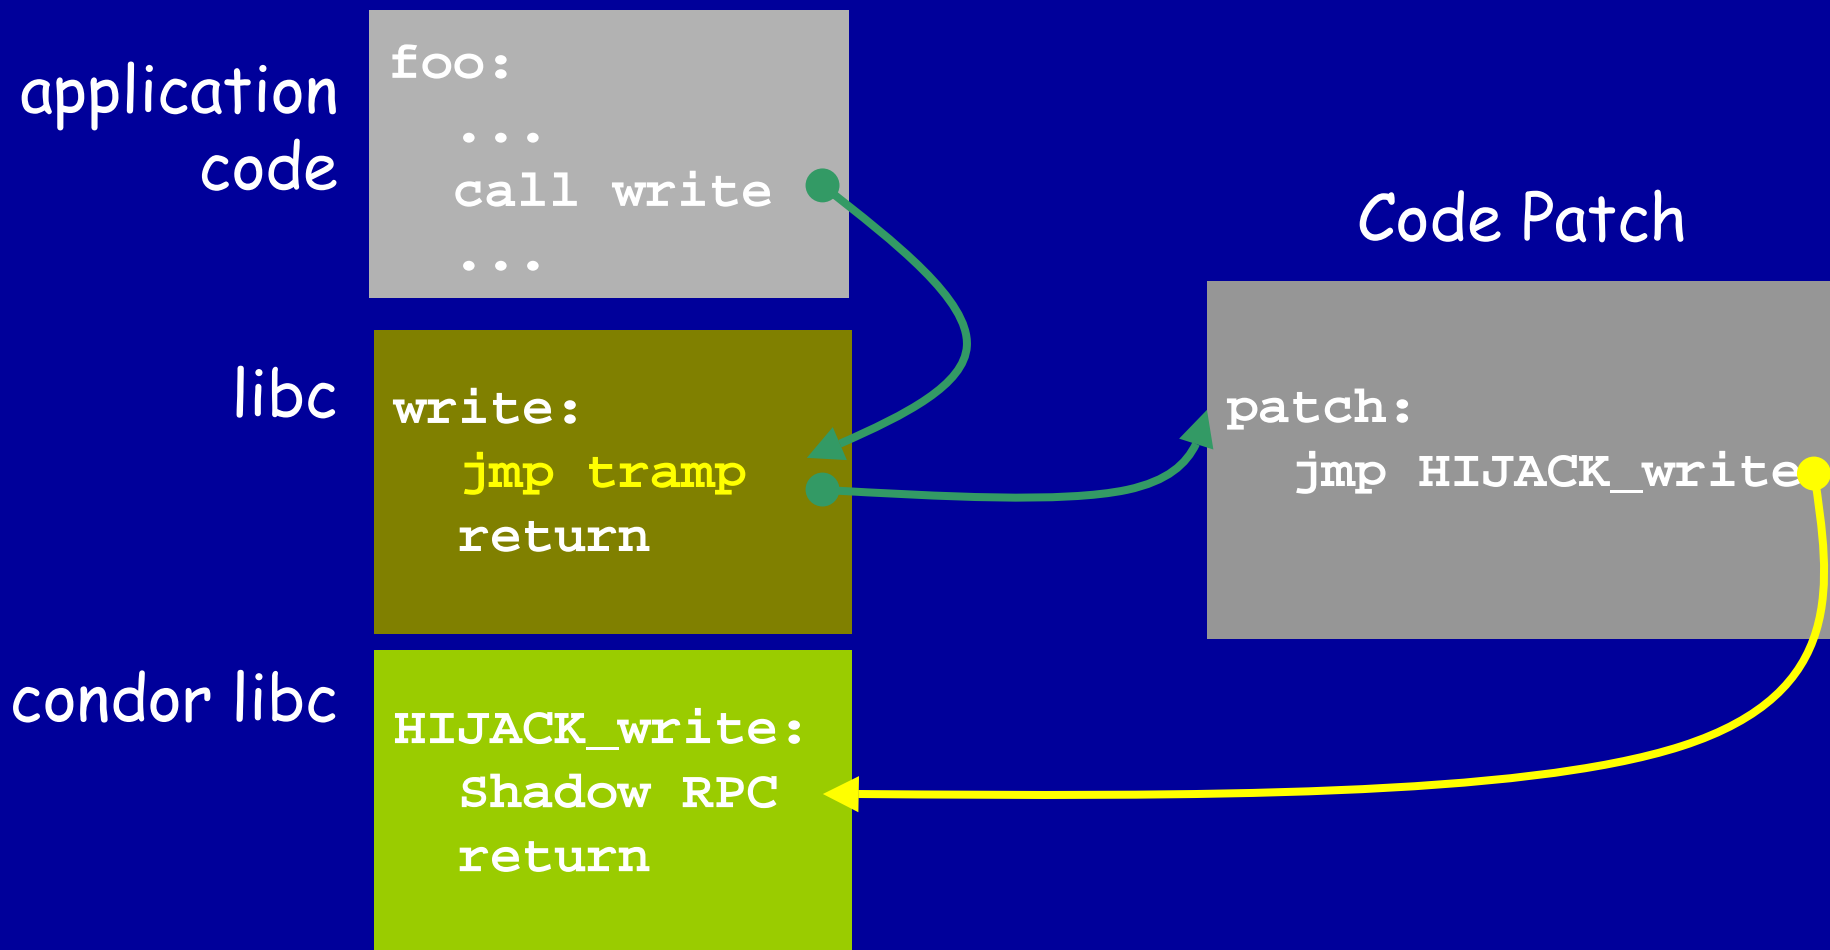 application
code
foo:
...
call write
...
libc
write:
jmp tramp
return
condor libc
HIJACK_write:
Shadow RPC
return
Code Patch
patch:
jmp HIJACK_write